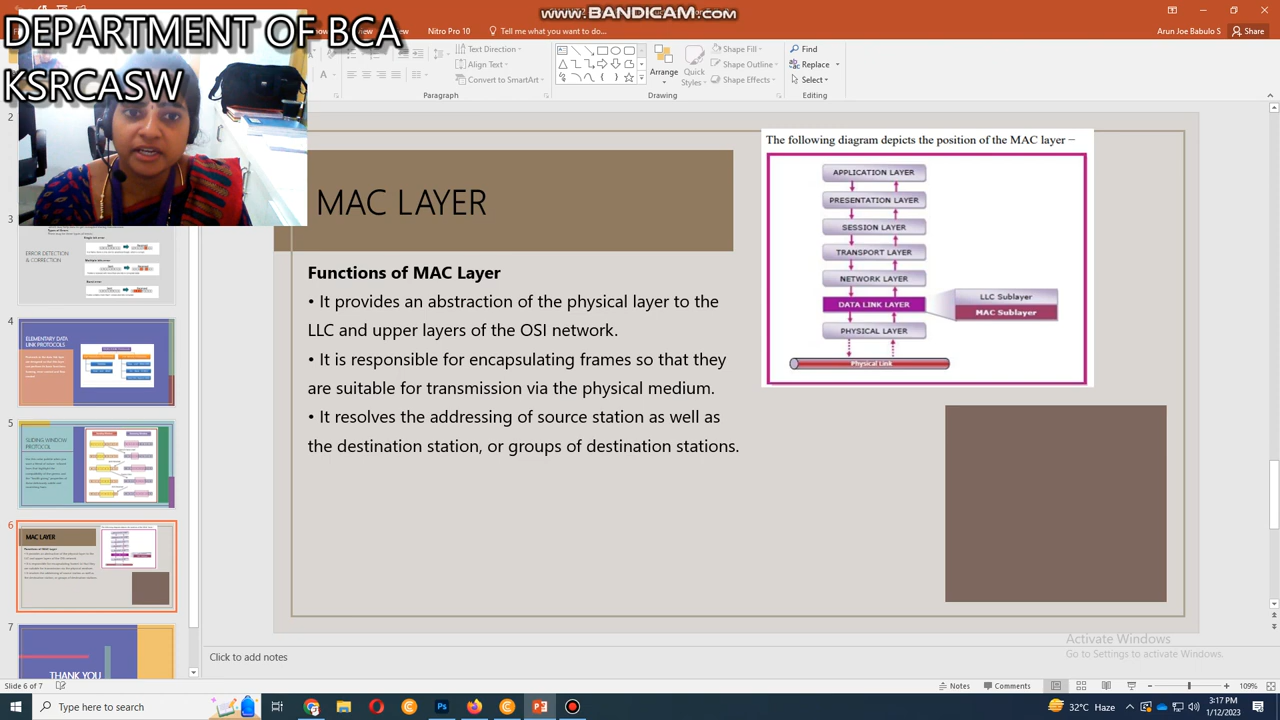 WWW.BANDICAM.COM
DEPARTMENT OF BCA
KSRCASW
Nitro Pro 10
Tell me what you want to do...
Arun Joe Babulo S
Share
Text Direction
Align Text
Convert to SmartArt
Arrange
Quick
Styles
Shape Fill
Shape Outline
Shape Effects
Find
Replace
Select
Paragraph
Drawing
Editing
2
3
ERROR DETECTION
& CORRECTION
4
ELEMENTARY DATA
LINK PROTOCOLS
5
SLIDING WINDOW
PROTOCOL
6
MAC LAYER
7
THANK YOU
MAC LAYER
Functions of MAC Layer
• It provides an abstraction of the physical layer to the
LLC and upper layers of the OSI network.
• It is responsible for encapsulating frames so that they
are suitable for transmission via the physical medium.
• It resolves the addressing of source station as well as
the destination station, or groups of destination stations.
The following diagram depicts the position of the MAC layer –
APPLICATION LAYER
PRESENTATION LAYER
SESSION LAYER
TRANSPORT LAYER
NETWORK LAYER
DATA LINK LAYER
LLC Sublayer
MAC Sublayer
PHYSICAL LAYER
Physical Link
Activate Windows
Go to Settings to activate Windows.
Click to add notes
Slide 6 of 7
Notes
Comments
109%
Type here to search
32°C Haze
3:17 PM
1/12/2023